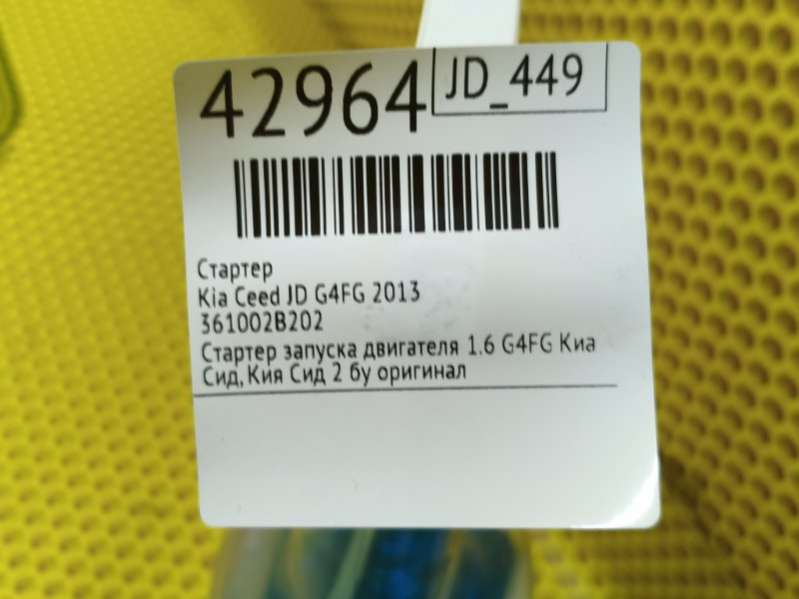 42964
JD_449
Стартер
Kia Ceed JD G4FG 2013
361002B202
Стартер запуска двигателя 1.6 G4FG Киа
Сид, Кия Сид 2 бу оригинал